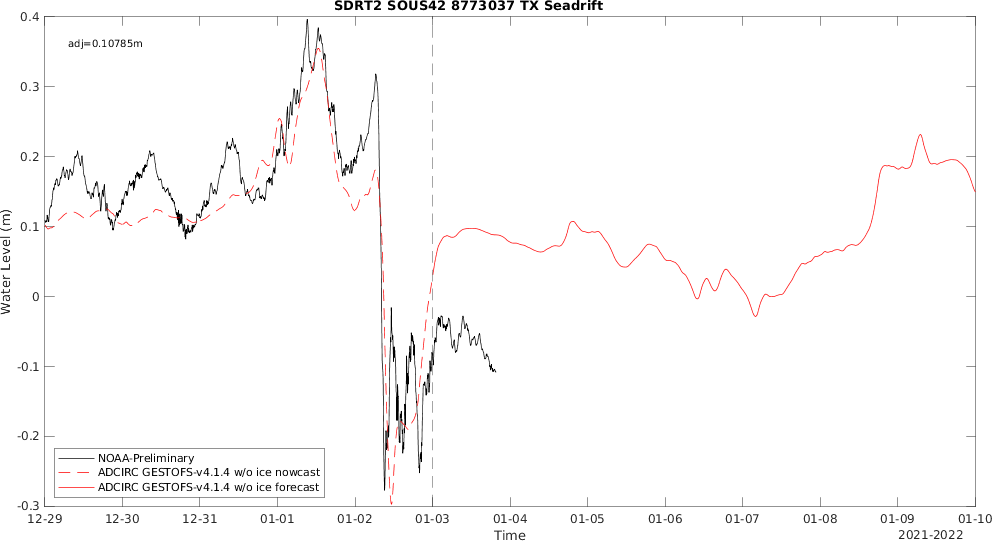 SDRT2 SOUS42 8773037 TX Seadrift
adj=0.10785m
0.4
0.3
0.2
0.1
0
-0.1
-0.2
-0.3
Water Level (m)
NOAA-Preliminary
ADCIRC GESTOFS-v4.1.4 w/o ice nowcast
ADCIRC GESTOFS-v4.1.4 w/o ice forecast
12-29 12-30 12-31 01-01 01-02 01-03 01-04 01-05 01-06 01-07 01-08 01-09 01-10
Time
2021-2022